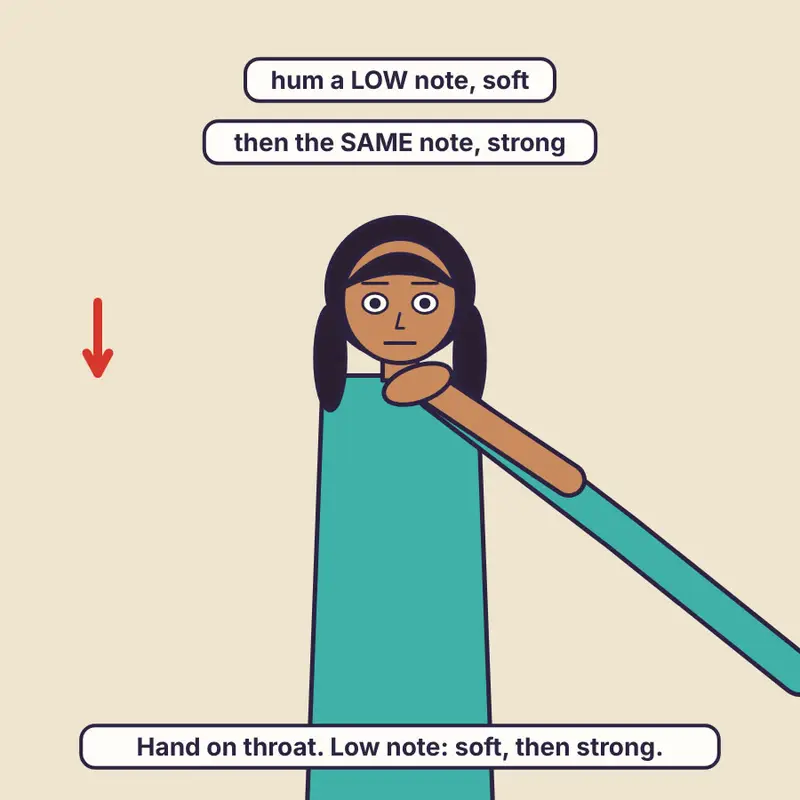 hum a LOW note, soft
then the SAME note, strong
Hand on throat. Low note: soft, then strong.